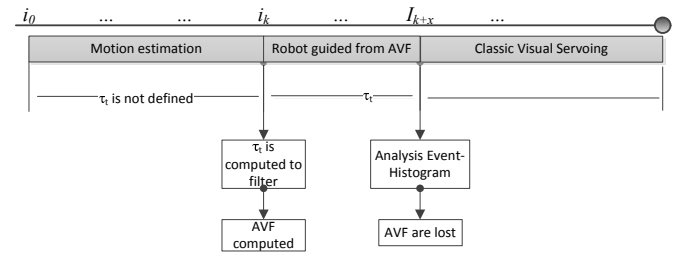 i0 ... ... ik ... Ik+x ...
Motion estimation Robot guided from AVF Classic Visual Servoing
τt is not defined τt
τt is
computed to
filter
Analysis Event-
Histogram
AVF
computed
AVF are lost